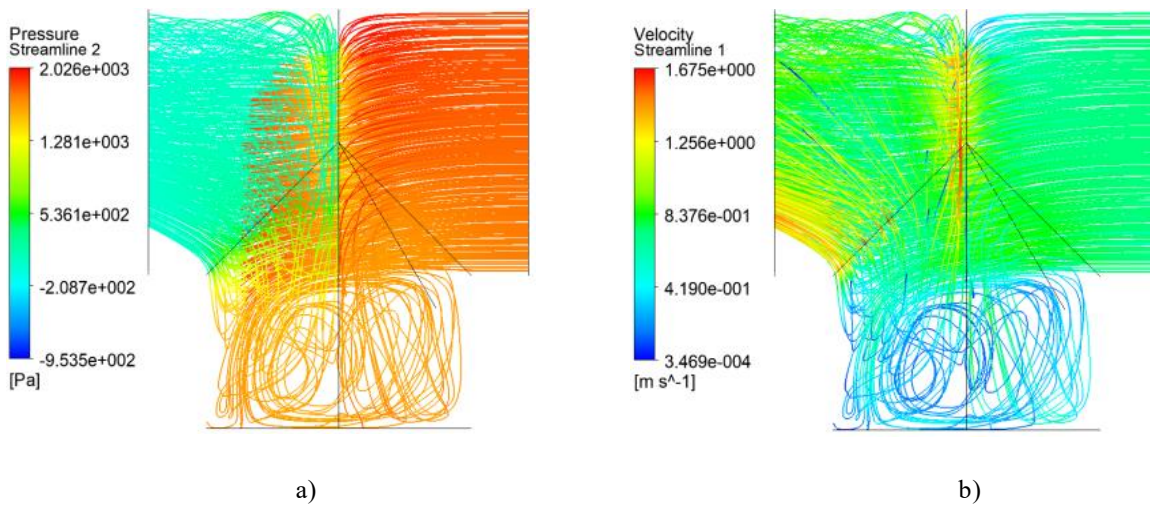 Pressure
Streamline 2
2.026e+003
1.281e+003
5.361e+002
-2.087e+002
-9.535e+002
[Pa]
a)
Velocity
Streamline 1
1.675e+000
1.256e+000
8.376e-001
4.190e-001
3.469e-004
[m s^-1]
b)